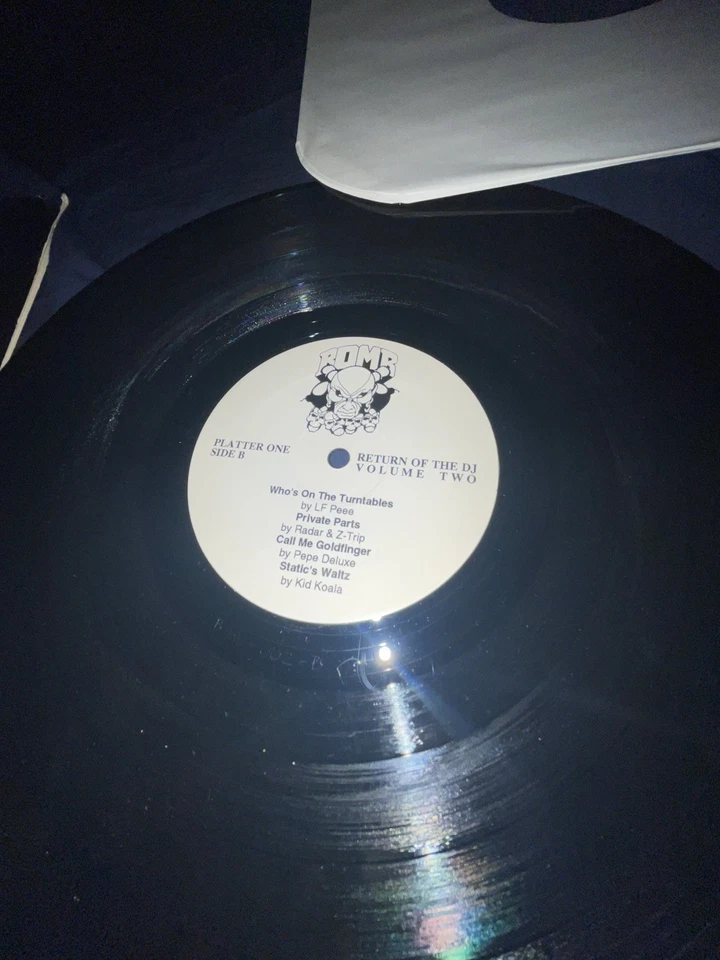 BOMB
PLATTER ONE
SIDE B
RETURN OF THE DJ
VOLUME TWO
Who's On The Turntables
by LF Peee
Private Parts
by Radar & Z-Trip
Call Me Goldfinger
by Pepe Deluxe
Static's Waltz
by Kid Koala